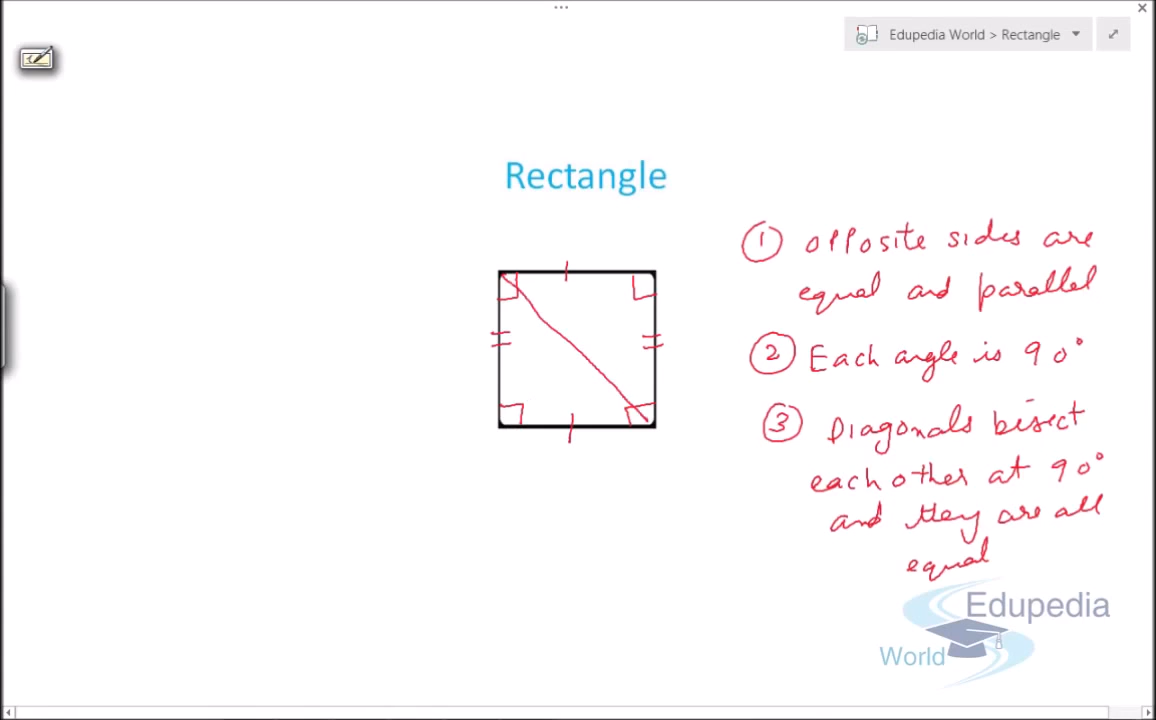 Edupedia World > Rectangle
Rectangle
1 opposite sides are
equal and parallel
2 Each angle is 90°
3 Diagonals bisect
each other at 90°
and they are all
equal
Edupedia
World